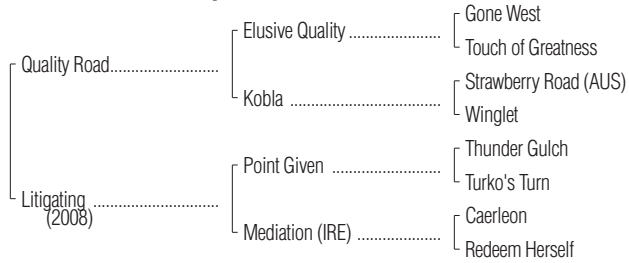 Gone West
Elusive Quality ....................
Touch of Greatness
Quality Road........................
Strawberry Road (AUS)
Kobla .................................
Winglet
Thunder Gulch
Point Given ........................
Turko's Turn
Litigating ............................
(2008)
Caerleon
Mediation (IRE) ..................
Redeem Herself